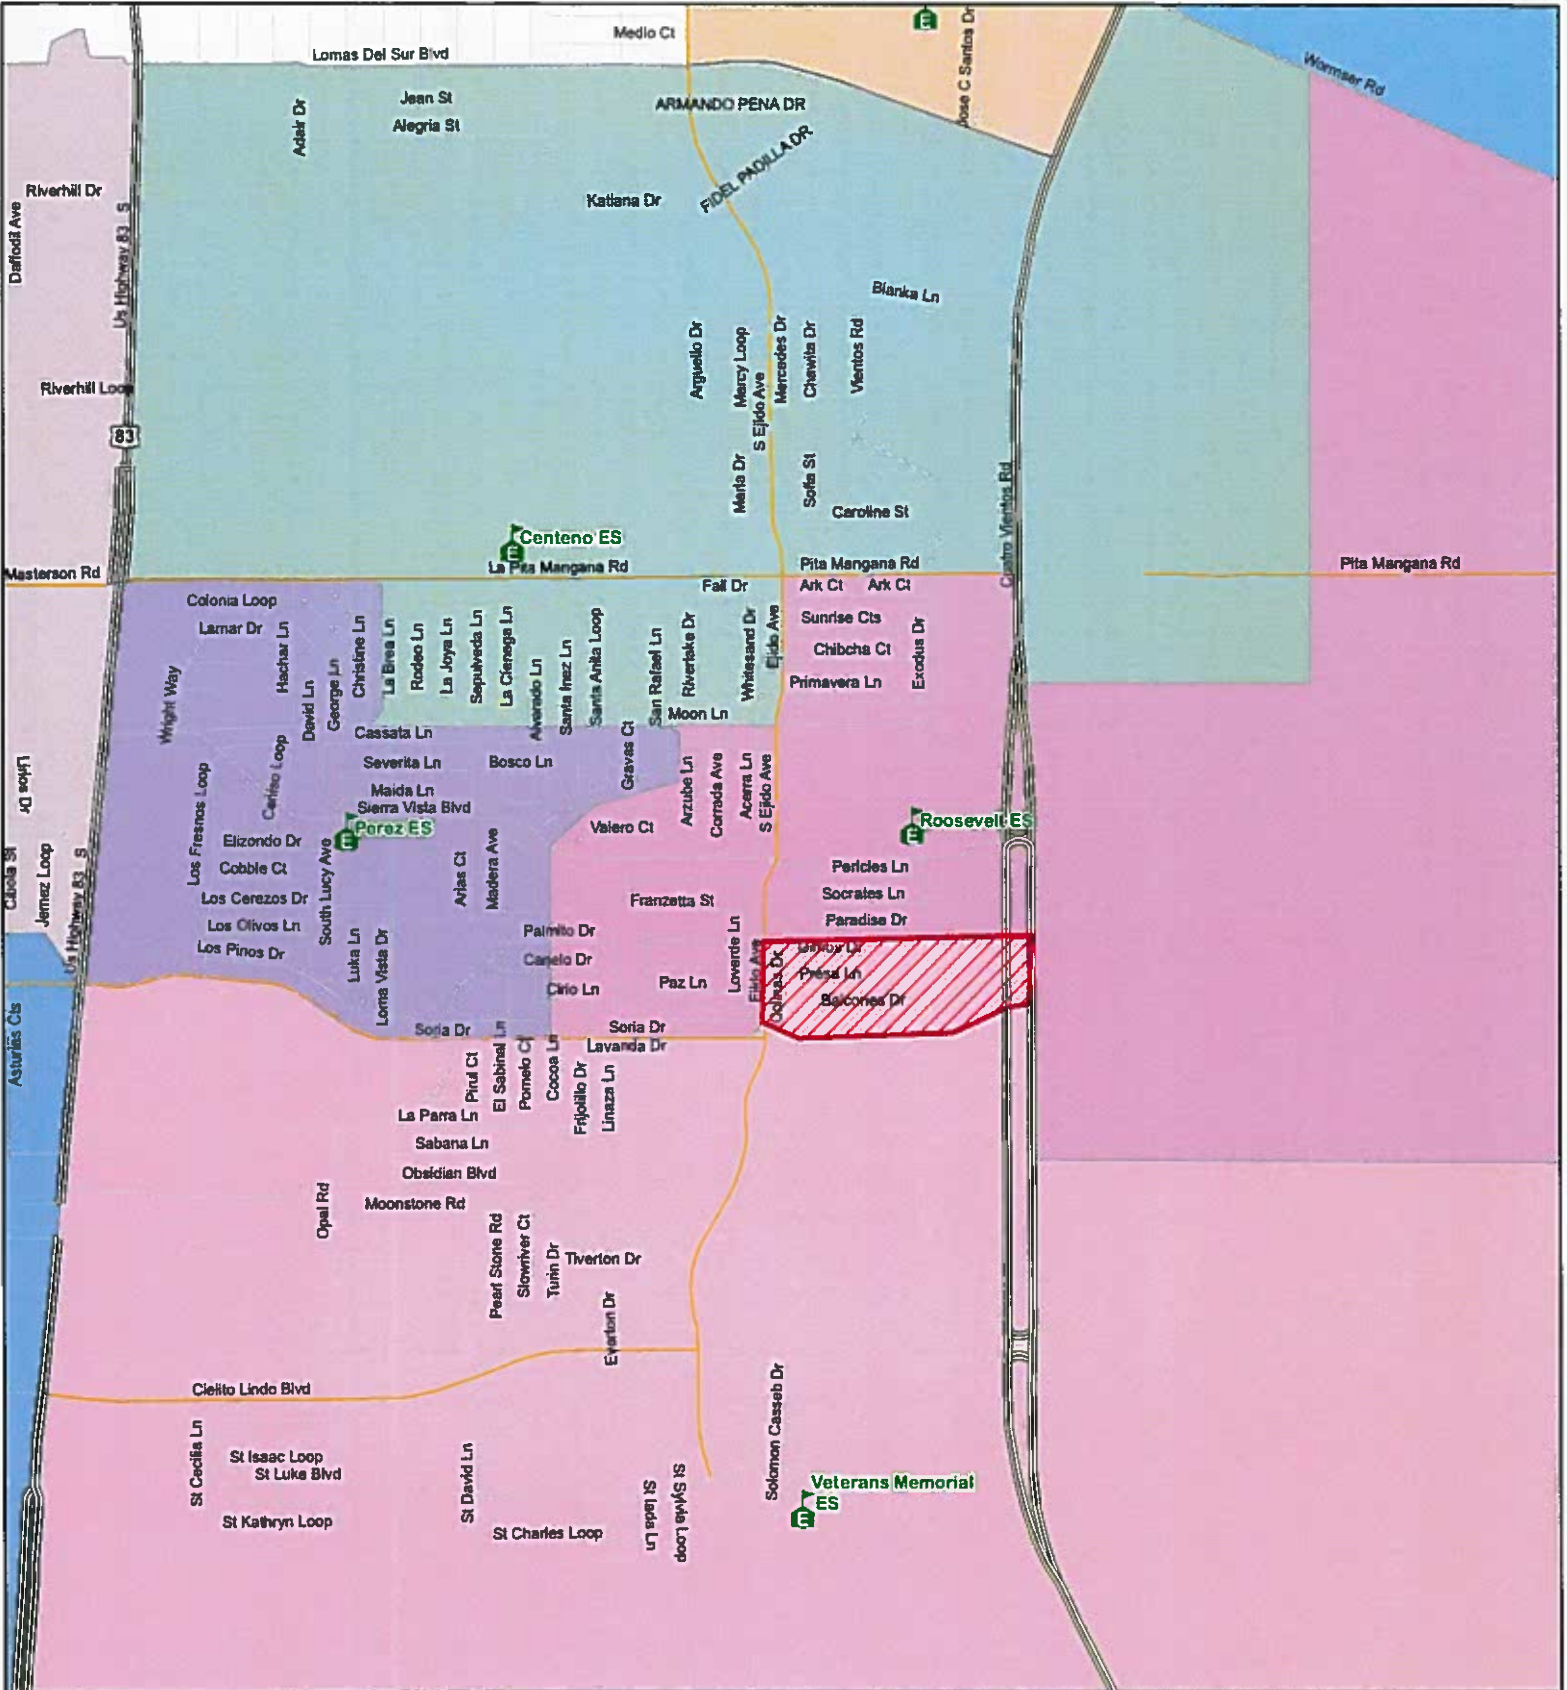 Medio Ct
Lomas Del Sur Blvd
Jose C Santos Dr
Wormser Rd
Jean St
Adair Dr
Alegria St
ARMANDO PENA DR
FIDEL PADILLA DR
Riverhill Dr
Daffodil Ave
Katiana Dr
Us Highway 83 S
Blanka Ln
Arguello Dr
Marcy Loop
Mercedes Dr
Chawita Dr
Vientos Rd
S Ejido Ave
Riverhill Loop
83
Maria Dr
Sofia St
Caroline St
Cuatro Vientos Rd
Centeno ES
La Pita Mangana Rd
Pita Mangana Rd
Pita Mangana Rd
Masterson Rd
Fall Dr
Ark Ct
Ark Ct
Colonia Loop
Lamar Dr
Hachar Ln
Christine Ln
La Brea Ln
Rodeo Ln
La Joya Ln
Sepulveda Ln
La Cienega Ln
Alvarado Ln
Santa Inez Ln
Santa Anita Loop
San Rafael Ln
Riverlake Dr
Whitesand Dr
Ejido Ave
Sunrise Cts
Chibcha Ct
Exodus Dr
Primavera Ln
Wright Way
David Ln
George Ln
Moon Ln
Cassata Ln
Severita Ln
Bosco Ln
Gravas Ct
Maida Ln
Sierra Vista Blvd
Perez ES
Los Fresnos Loop
Cenizo Loop
Arzube Ln
Corrada Ave
Acerra Ln
S Ejido Ave
Valero Ct
Roosevelt ES
Elizondo Dr
Cobble Ct
Los Cerezos Dr
Los Olivos Ln
Los Pinos Dr
South Lucy Ave
Arias Ct
Madera Ave
Luka Ln
Loma Vista Dr
Pericles Ln
Socrates Ln
Paradise Dr
Franzetta St
Palmito Dr
Canelo Dr
Cirio Ln
Paz Ln
Loverde Ln
Ejido Ave
Presa Ln
Balcones Dr
Cibola St
Jemez Loop
Us Highway 83 S
Asturias Cts
Soria Dr
Soria Dr
Lavanda Dr
Pirul Ct
El Sabinal Ln
Pomelo Ct
Cocoa Ln
Frijolillo Dr
Linaza Ln
La Parra Ln
Sabana Ln
Obsidian Blvd
Moonstone Rd
Opal Rd
Pearl Stone Rd
Slowriver Ct
Turin Dr
Tiverton Dr
Everton Dr
Cielito Lindo Blvd
St Cecilia Ln
St Isaac Loop
St Luke Blvd
St Kathryn Loop
St David Ln
St Charles Loop
St Iada Ln
St Sylvia Loop
Solomon Casseb Dr
Veterans Memorial
ES